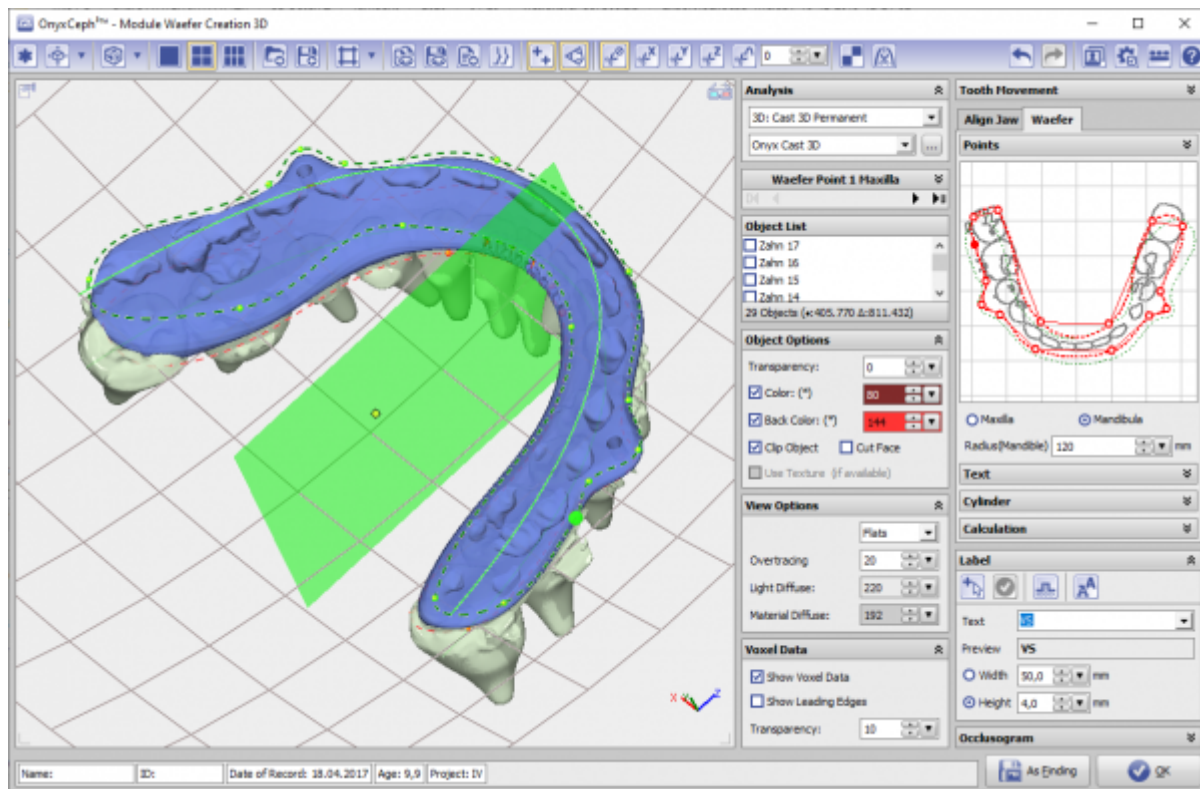 OnyxCeph³™ - Module Waefer Creation 3D
0
Analysis
3D: Cast 3D Permanent
Onyx Cast 3D
...
Waefer Point 1 Maxilla
Object List
Zahn 17
Zahn 16
Zahn 15
Zahn 14
29 Objects (•:405.770 Δ:811.432)
Object Options
Transparency: 0
Color: (*) 80
Back Color: (*) 144
Clip Object Cut Face
Use Texture (if available)
View Options
Flats
Overtracing 20
Light Diffuse: 220
Material Diffuse: 192
Voxel Data
Show Voxel Data
Show Leading Edges
Transparency: 10
Tooth Movement
Align Jaw Waefer
Points
Maxilla Mandibula
Radius(Mandible) 120 mm
Text
Cylinder
Calculation
Label
Text VS
Preview VS
Width 50,0 mm
Height 4,0 mm
Occlusogram
X Y Z
Name: ID: Date of Record: 18.04.2017 Age: 9,9 Project: IV
As Finding OK